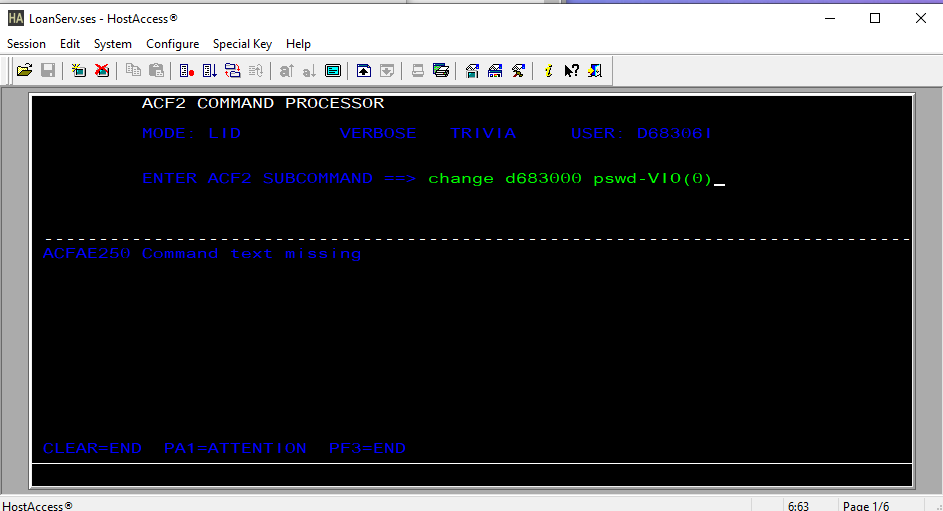 HA LoanServ.ses - HostAccess®
Session Edit System Configure Special Key Help
ACF2 COMMAND PROCESSOR
MODE: LID VERBOSE TRIVIA USER: D683061
ENTER ACF2 SUBCOMMAND ==> change d683000 pswd-VIO(0)_
ACFAE250 Command text missing
CLEAR=END PA1=ATTENTION PF3=END
HostAccess® 6:63 Page 1/6